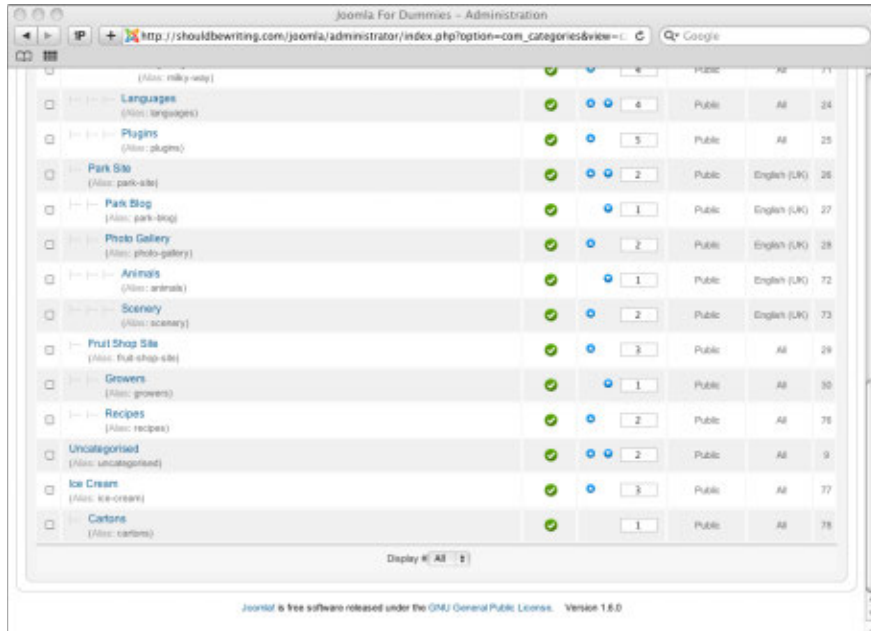 Joomla For Dummies – Administration
http://shouldbewriting.com/joomla/administrator/index.php?option=com_categories&view=
Google
(Alias: milky-way) Public All 71
Languages 4 Public All 24
(Alias: languages)
Plugins 5 Public All 25
(Alias: plugins)
Park Site 2 Public English (UK) 26
(Alias: park-site)
Park Blog 1 Public English (UK) 27
(Alias: park-blog)
Photo Gallery 2 Public English (UK) 28
(Alias: photo-gallery)
Animals 1 Public English (UK) 72
(Alias: animals)
Scenery 2 Public English (UK) 73
(Alias: scenery)
Fruit Shop Site 3 Public All 29
(Alias: fruit-shop-site)
Growers 1 Public All 30
(Alias: growers)
Recipes 2 Public All 76
(Alias: recipes)
Uncategorised 2 Public All 9
(Alias: uncategorised)
Ice Cream 3 Public All 77
(Alias: ice-cream)
Cartons 1 Public All 78
(Alias: cartons)
Display # All
Joomla! is free software released under the GNU General Public License. Version 1.6.0